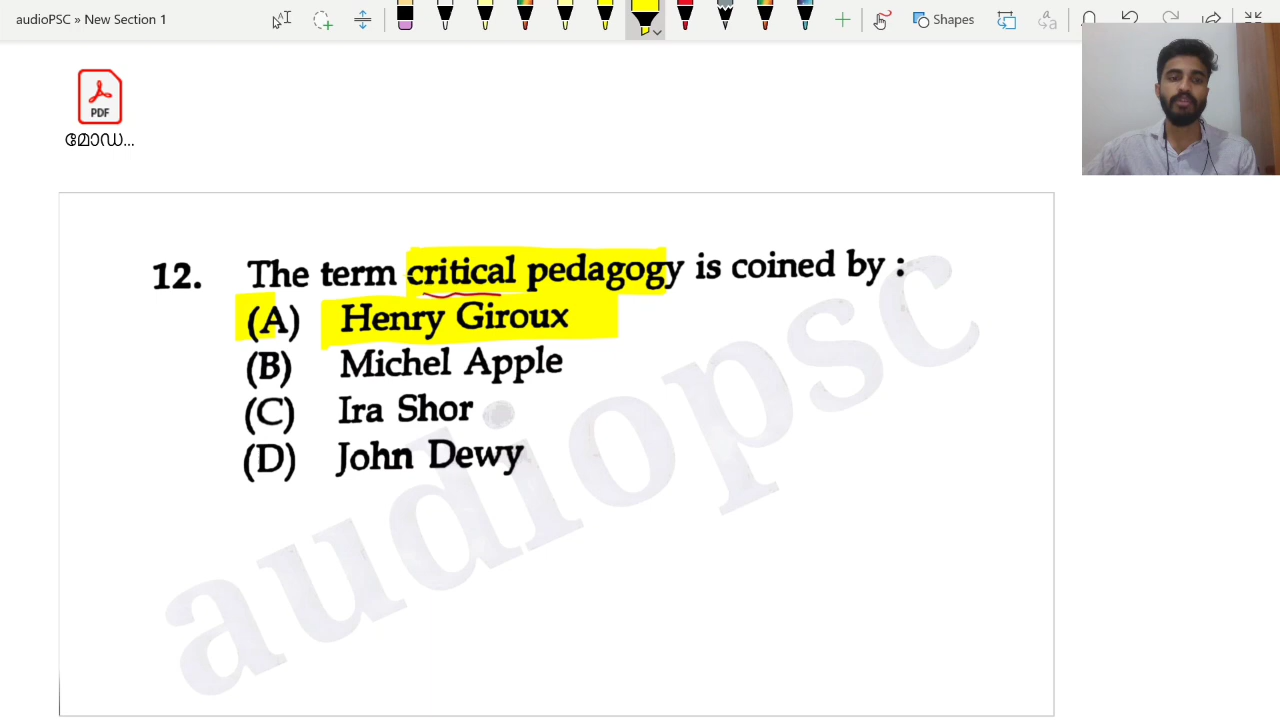 audioPSC » New Section 1
Shapes
PDF
മോഡ...
12. The term critical pedagogy is coined by :
(A) Henry Giroux
(B) Michel Apple
(C) Ira Shor
(D) John Dewy
audiopsc